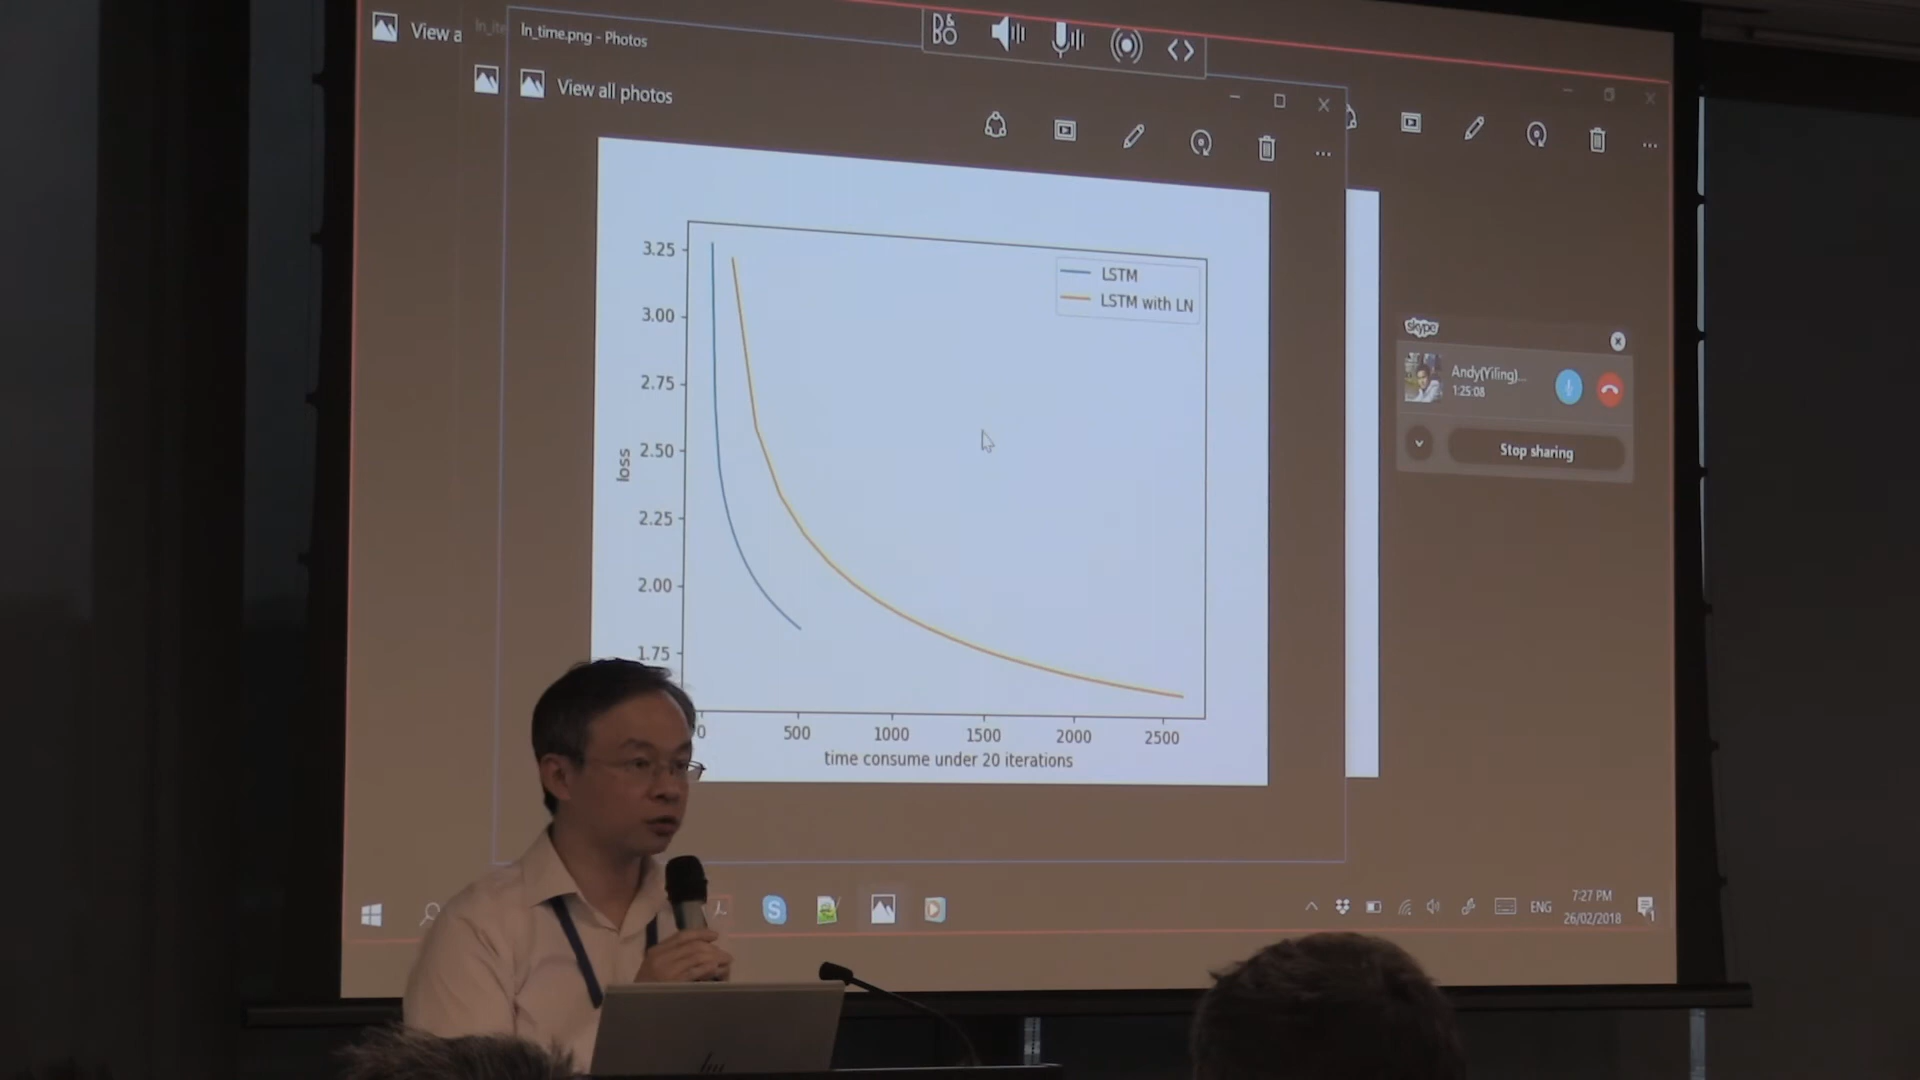 View a
ln_time.png - Photos
View all photos
3.25
3.00
2.75
2.50
2.25
2.00
1.75
loss
LSTM
LSTM with LN
0 500 1000 1500 2000 2500
time consume under 20 iterations
skype
Andy(Yiling)...
1:25:08
Stop sharing
ENG
7:27 PM
26/02/2018
hp